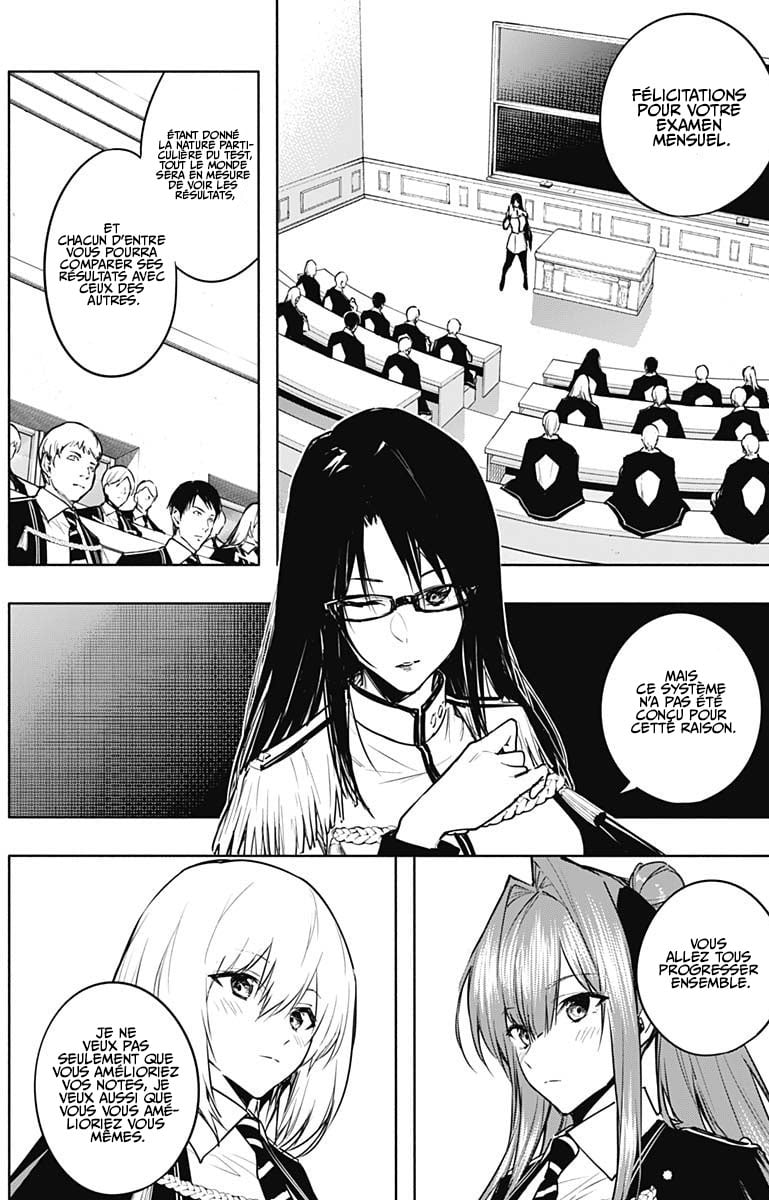 FÉLICITATIONS
POUR VOTRE
EXAMEN
MENSUEL.
ÉTANT DONNÉ
LA NATURE PARTI-
CULIÈRE DU TEST,
TOUT LE MONDE
SERA EN MESURE
DE VOIR LES
RÉSULTATS,
ET
CHACUN D'ENTRE
VOUS POURRA
COMPARER SES
RÉSULTATS AVEC
CEUX DES
AUTRES.
MAIS
CE SYSTÈME
N'A PAS ÉTÉ
CONÇU POUR
CETTE RAISON.
VOUS
ALLEZ TOUS
PROGRESSER
ENSEMBLE.
JE NE
VEUX PAS
SEULEMENT QUE
VOUS AMÉLIORIEZ
VOS NOTES, JE
VEUX AUSSI QUE
VOUS VOUS AMÉ-
LIORIEZ VOUS
MÊMES.